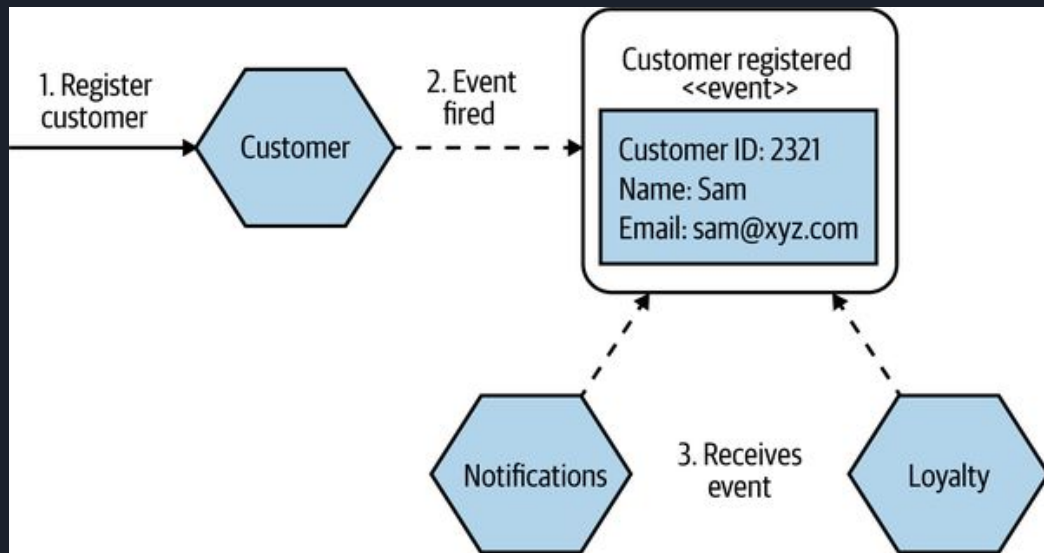 1. Register
customer
Customer
2. Event
fired
Customer registered
<<event>>
Customer ID: 2321
Name: Sam
Email: sam@xyz.com
Notifications
3. Receives
event
Loyalty